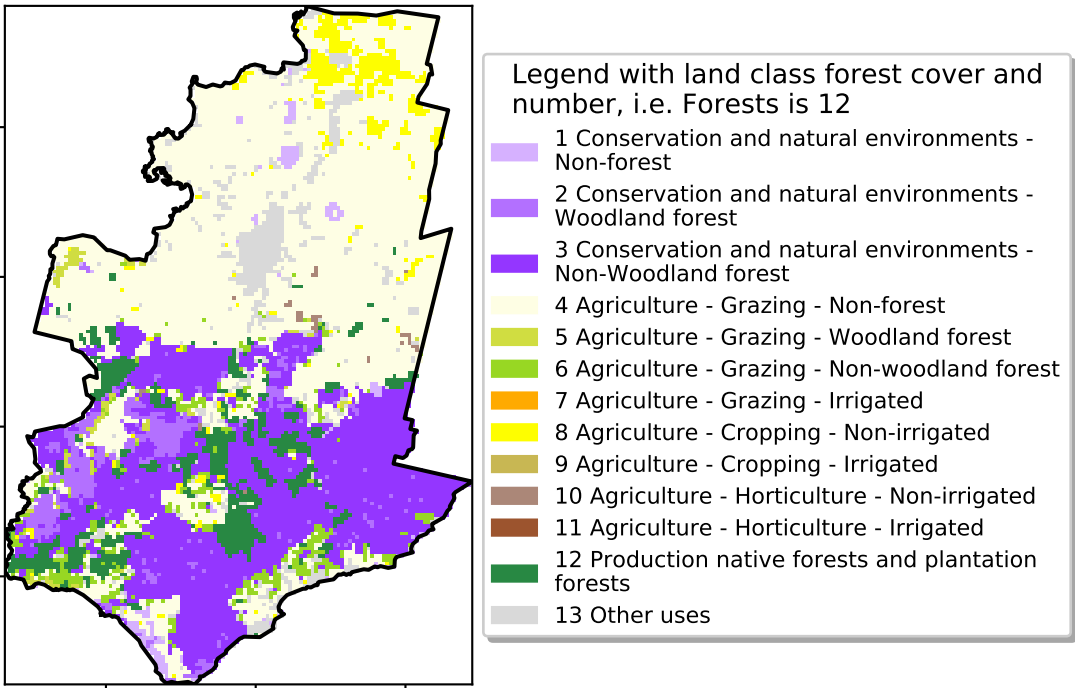 Legend with land class forest cover and
number, i.e. Forests is 12
1 Conservation and natural environments -
Non-forest
2 Conservation and natural environments -
Woodland forest
3 Conservation and natural environments -
Non-Woodland forest
4 Agriculture - Grazing - Non-forest
5 Agriculture - Grazing - Woodland forest
6 Agriculture - Grazing - Non-woodland forest
7 Agriculture - Grazing - Irrigated
8 Agriculture - Cropping - Non-irrigated
9 Agriculture - Cropping - Irrigated
10 Agriculture - Horticulture - Non-irrigated
11 Agriculture - Horticulture - Irrigated
12 Production native forests and plantation
forests
13 Other uses